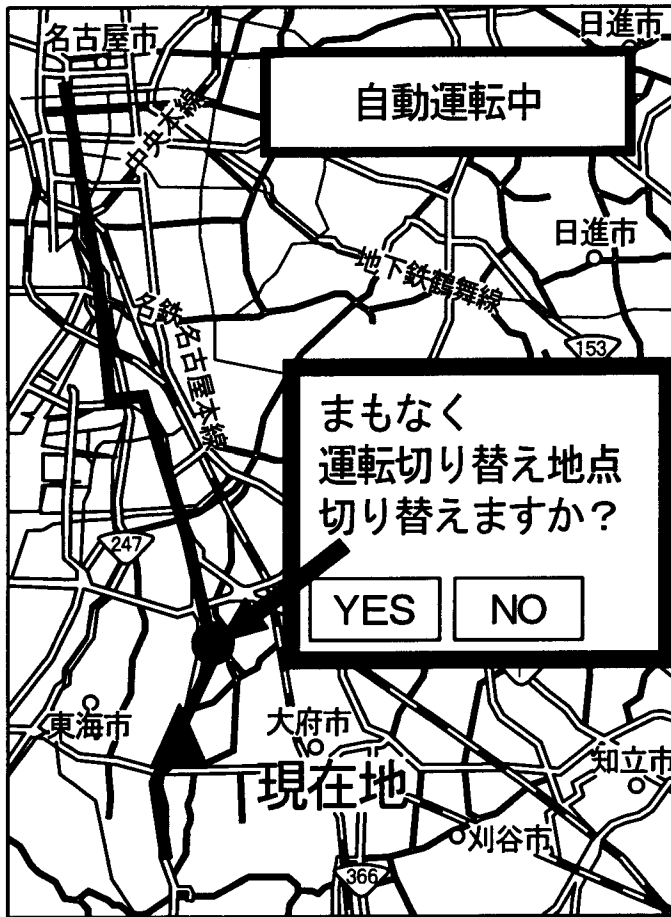 名古屋市
日進市
自動運転中
中央本線
日進市
地下鉄鶴舞線
名鉄名古屋本線
153
まもなく
運転切り替え地点
切り替えますか？
247
YES
NO
東海市
大府市
知立市
現在地
刈谷市
366